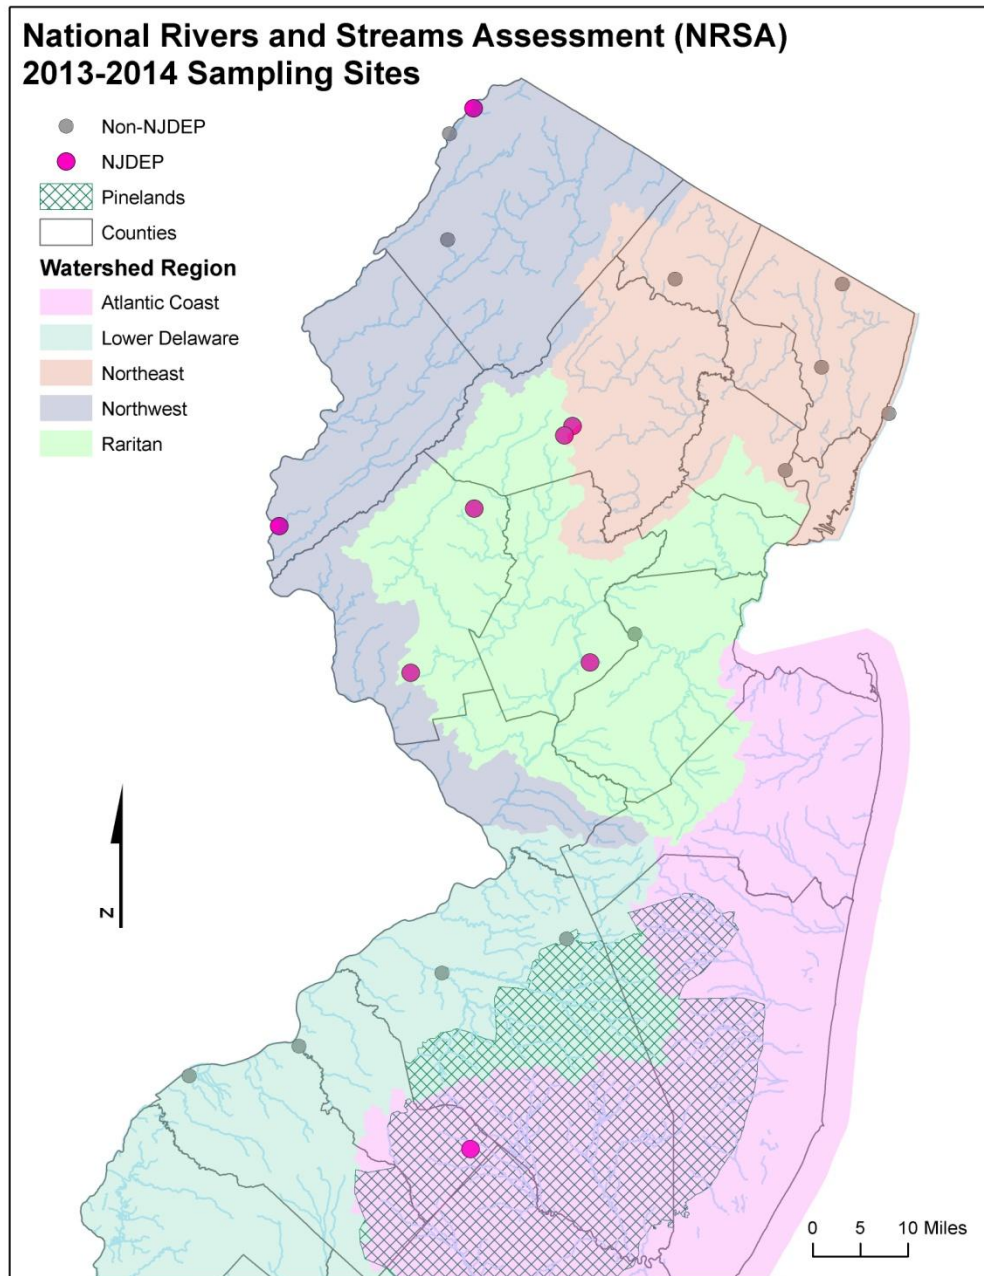 National Rivers and Streams Assessment (NRSA)
2013-2014 Sampling Sites
Non-NJDEP
NJDEP
Pinelands
Counties
Watershed Region
Atlantic Coast
Lower Delaware
Northeast
Northwest
Raritan
N
0 5 10 Miles